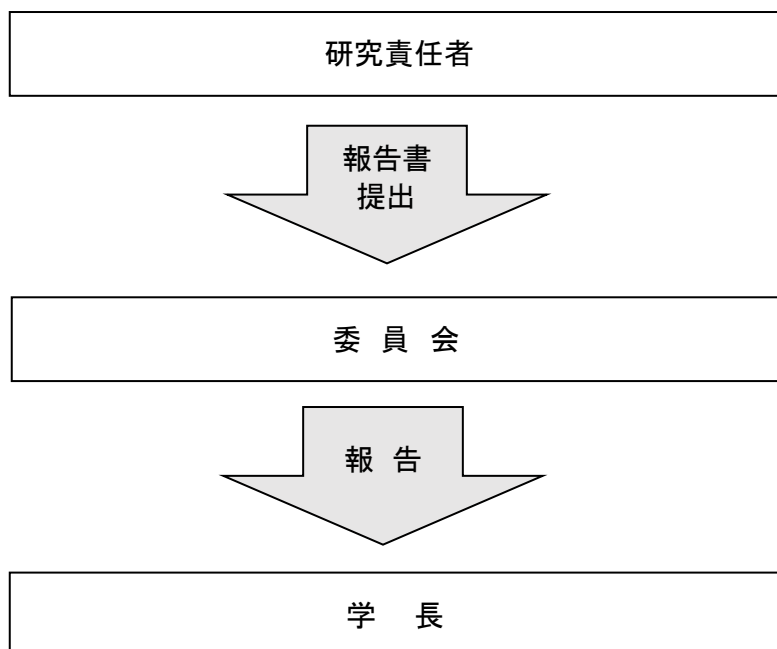 研究責任者
報告書
提出
委 員 会
報 告
学 長